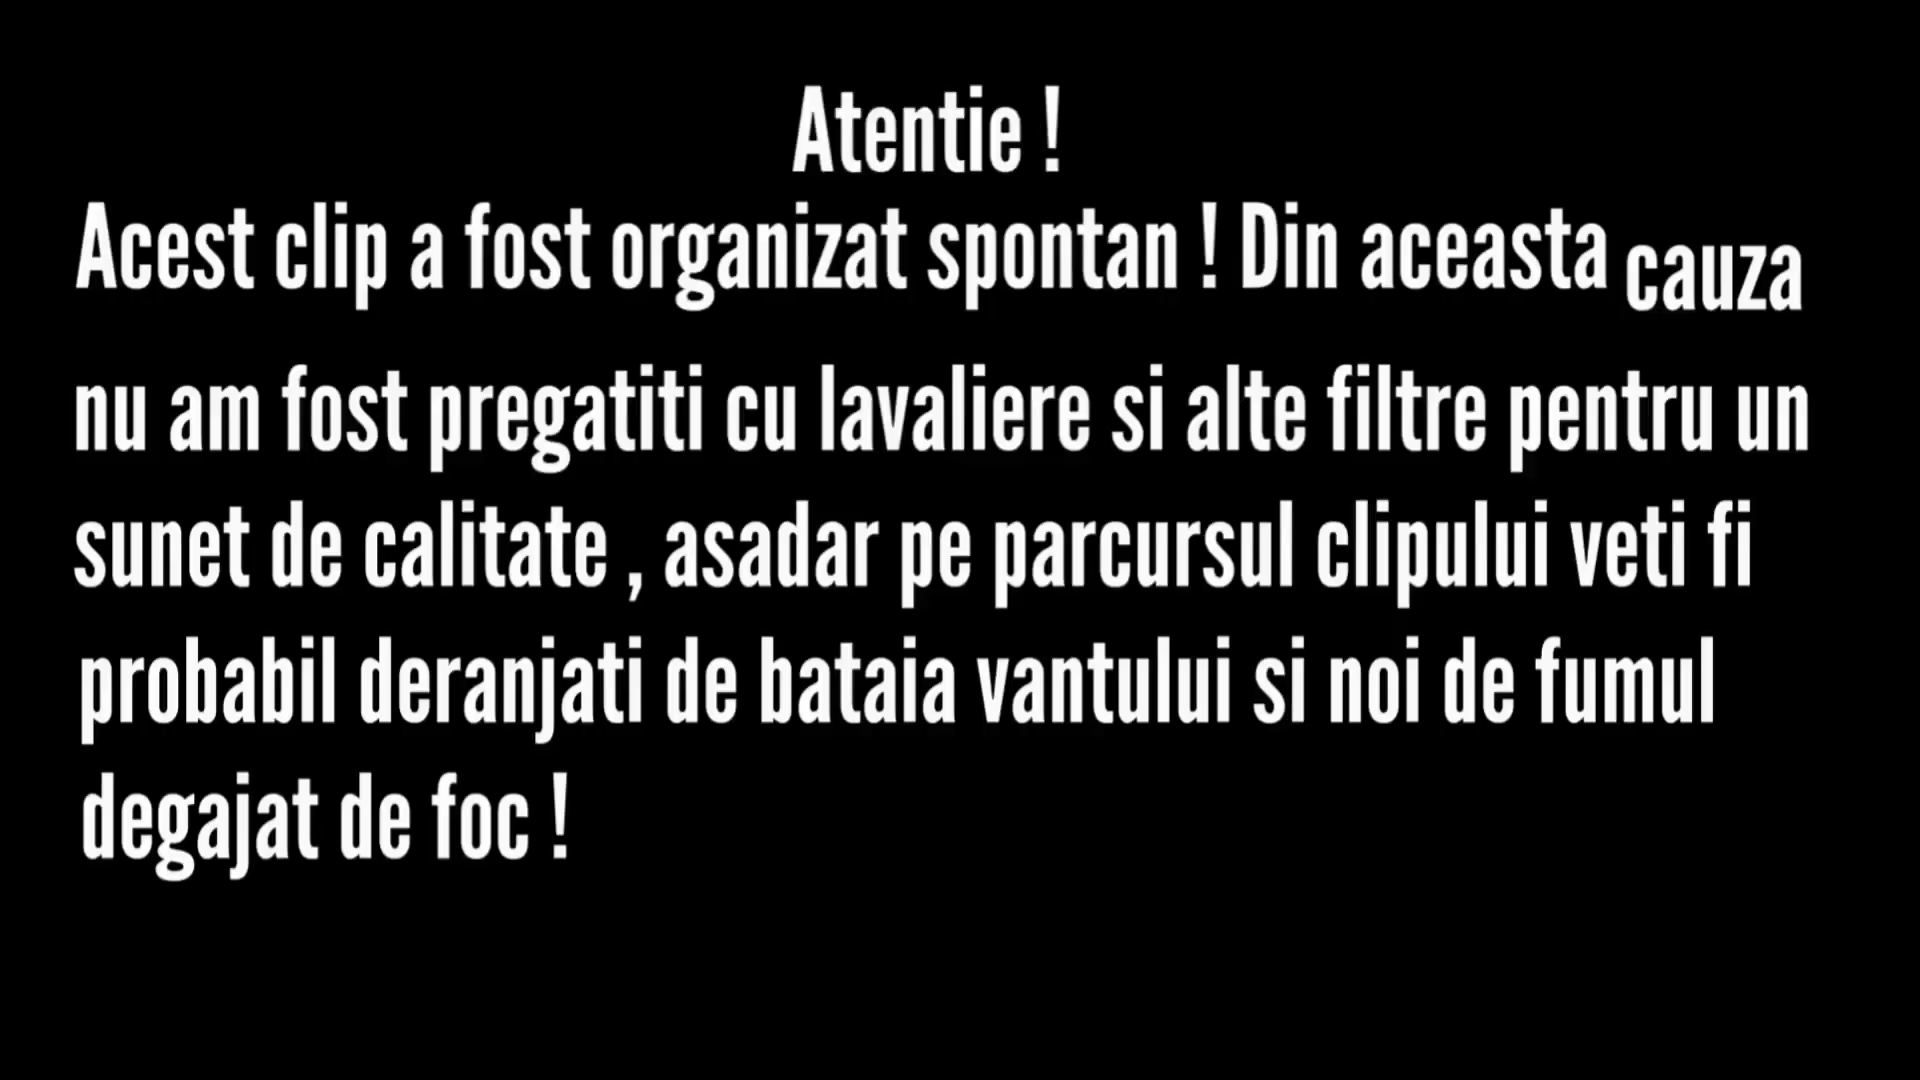 Atentie !
Acest clip a fost organizat spontan ! Din aceasta cauza
nu am fost pregatiti cu lavaliere si alte filtre pentru un
sunet de calitate , asadar pe parcursul clipului veti fi
probabil deranjati de bataia vantului si noi de fumul
degajat de foc !